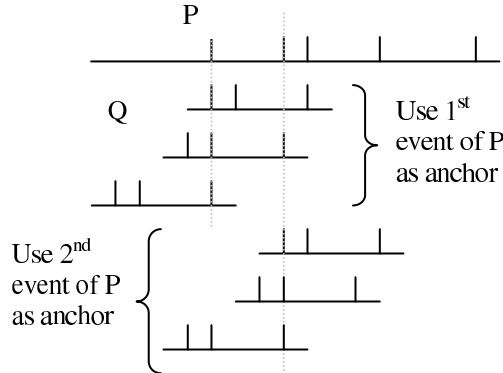 P
Q
Use 1st
event of P
as anchor
Use 2nd
event of P
as anchor